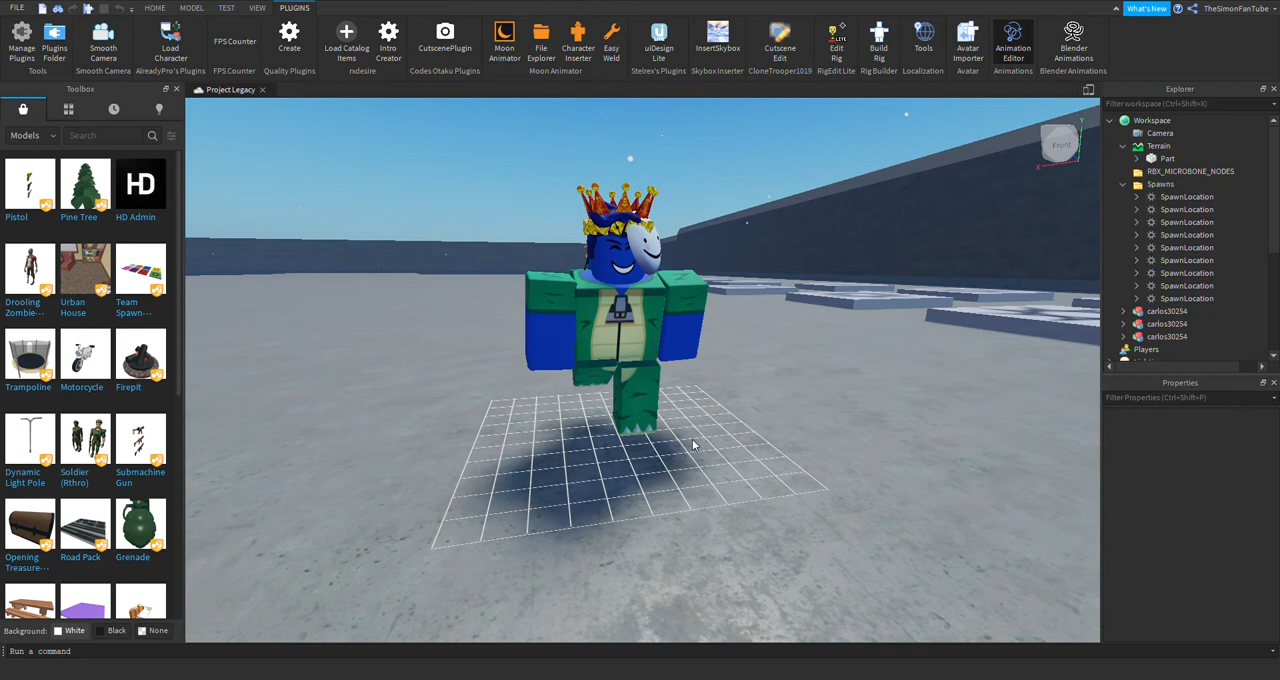 FILE HOME MODEL TEST VIEW PLUGINS What's New TheSimonFanTube
Manage Plugins Plugins Folder Smooth Camera Load Character FPS Counter Create Load Catalog Items Intro Creator CutscenePlugin Moon Animator File Explorer Character Inserter Easy Weld uiDesign Lite InsertSkybox Cutscene Edit Edit Rig Build Rig Tools Avatar Importer Animation Editor Blender Animations
Tools Smooth Camera AlreadyPro's Plugins FPS Counter Quality Plugins rxdesire Codes Otaku Plugins Moon Animator Stelrex's Plugins Skybox Inserter CloneTrooper1019 RigEdit Lite Rig Builder Localization Avatar Animations Blender Animations
Toolbox
Models Search
Pistol Pine Tree HD Admin
HD
Drooling Zombie··· Urban House Team Spawn···
Trampoline Motorcycle Firepit
Dynamic Light Pole Soldier (Rthro) Submachine Gun
Opening Treasure··· Road Pack Grenade
Background: White Black None
Run a command
Project Legacy
Front
Y
X
Explorer
Filter workspace (Ctrl+Shift+X)
Workspace
Camera
Terrain
Part
RBX_MICROBONE_NODES
Spawns
SpawnLocation
SpawnLocation
SpawnLocation
SpawnLocation
SpawnLocation
SpawnLocation
SpawnLocation
SpawnLocation
SpawnLocation
carlos30254
carlos30254
carlos30254
Players
Properties
Filter Properties (Ctrl+Shift+P)